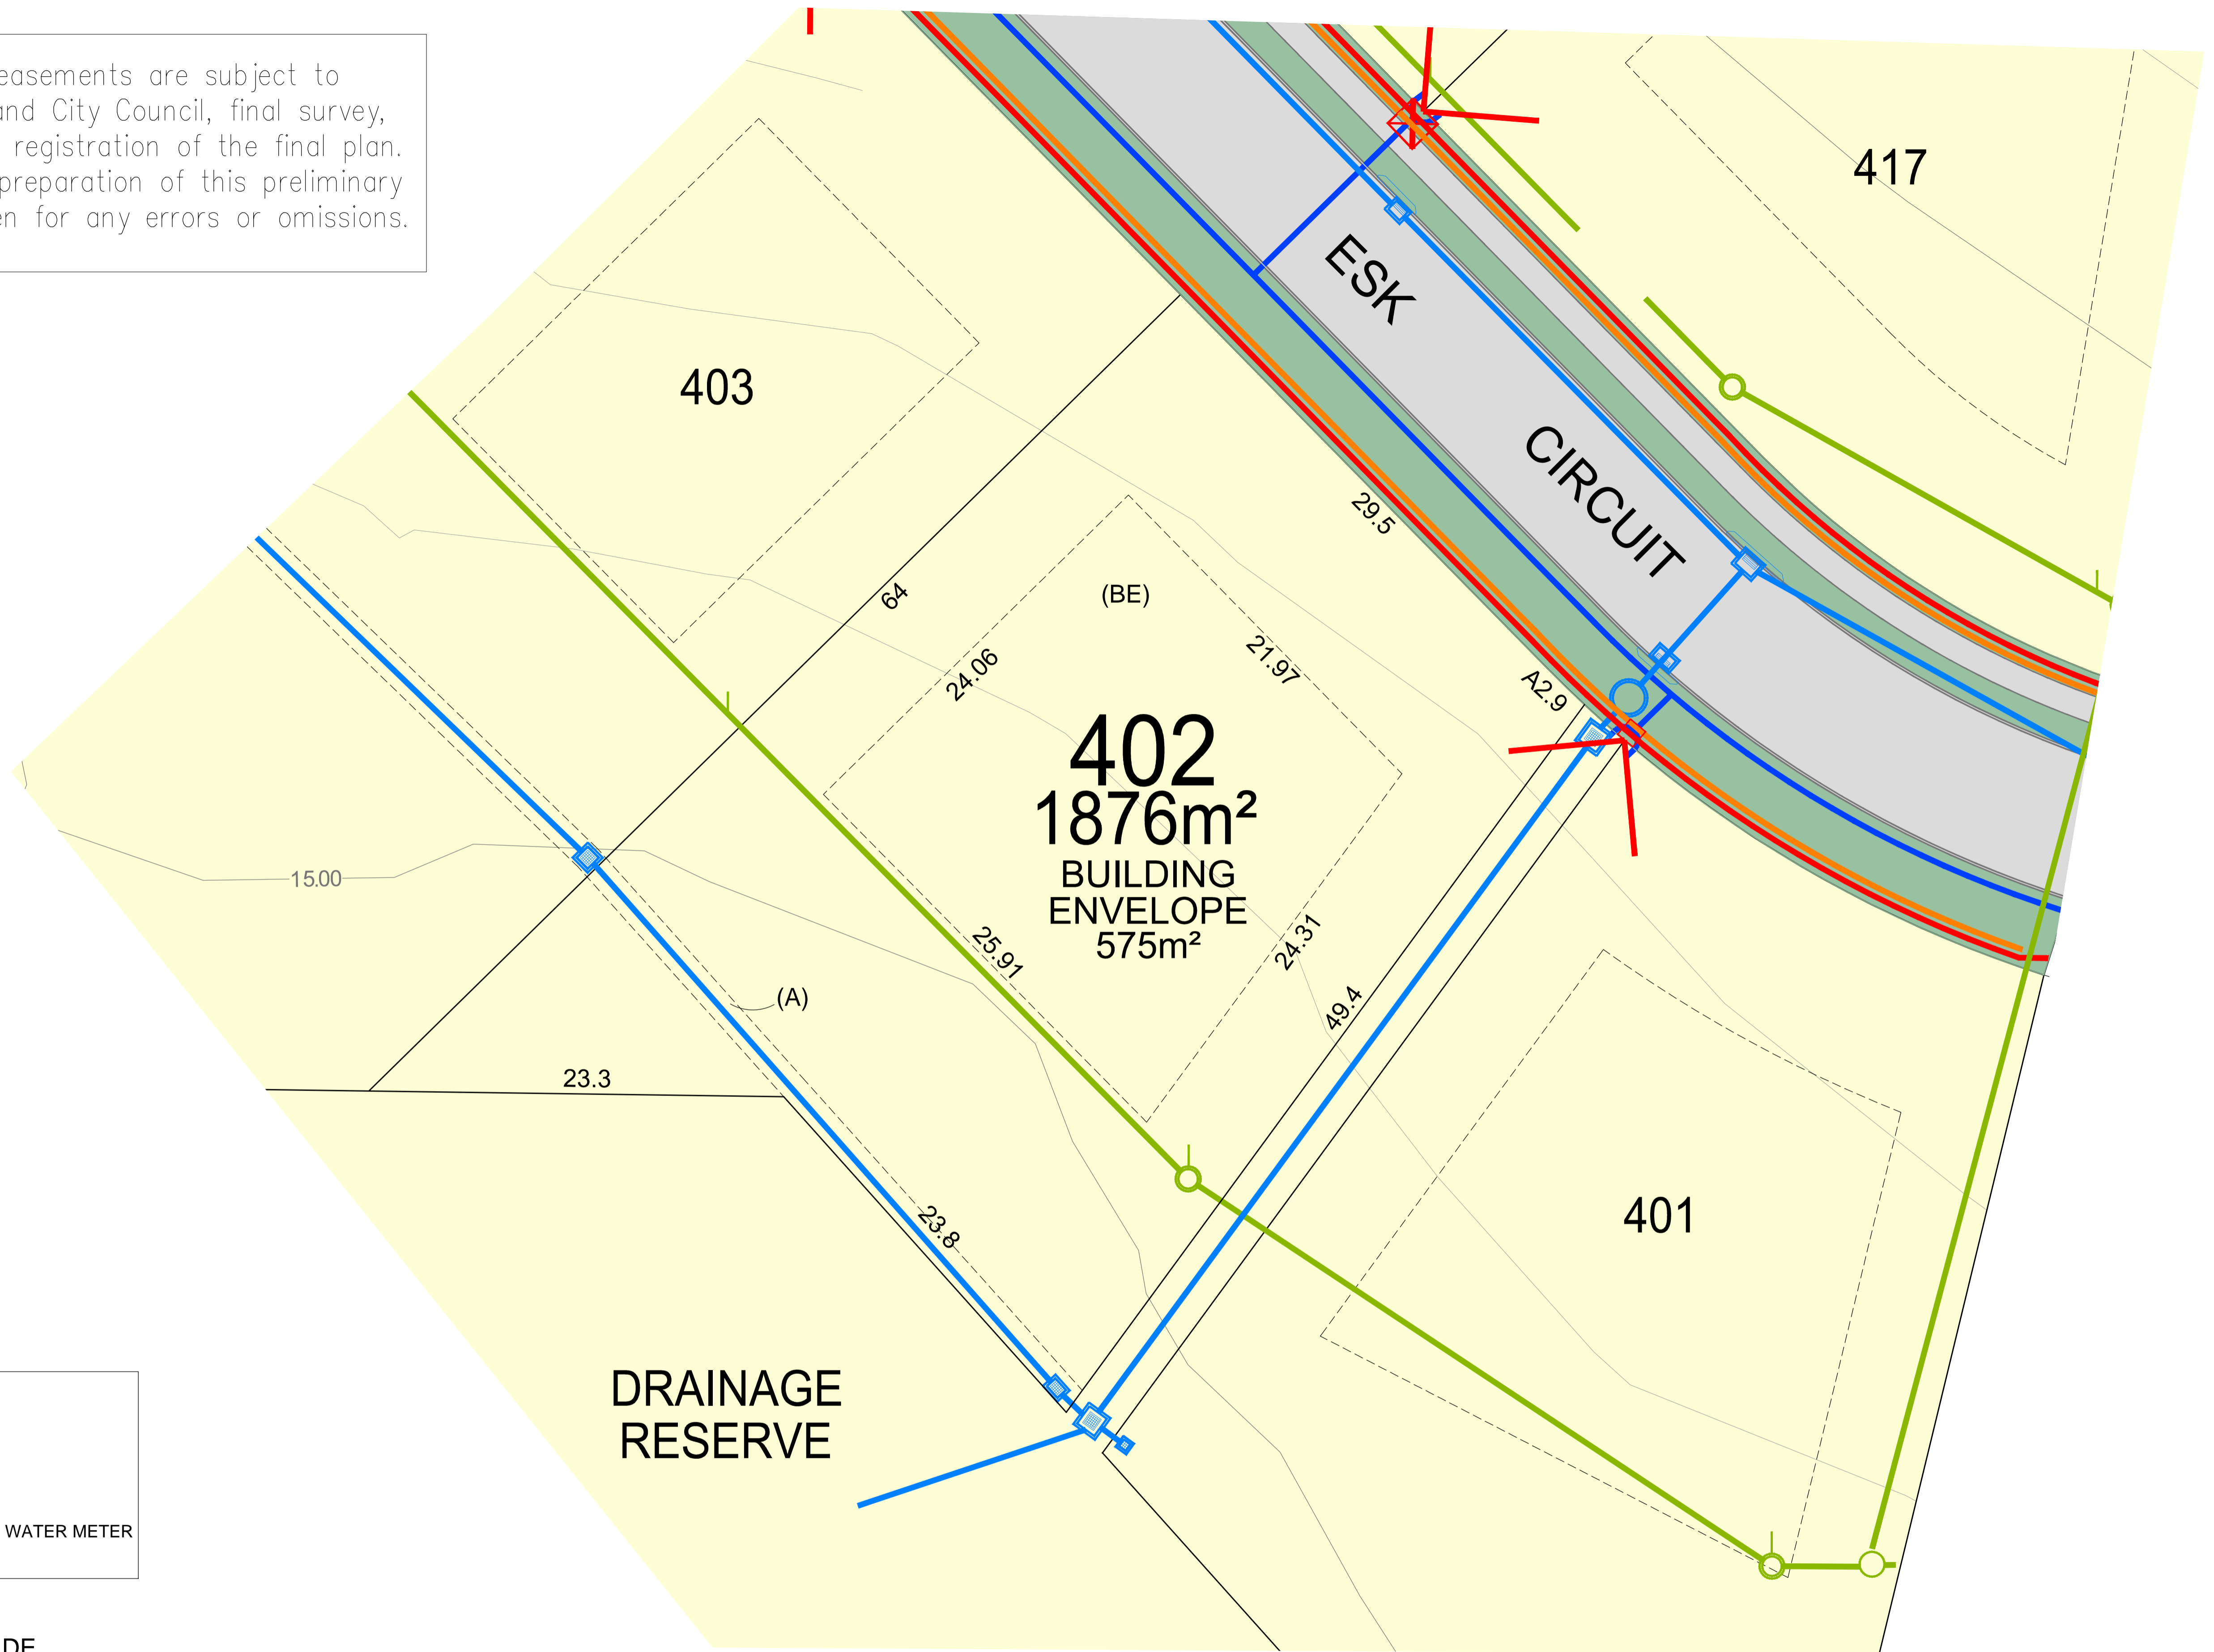 easements are subject to
and City Council, final survey,
registration of the final plan.
preparation of this preliminary
en for any errors or omissions.
417
ESK
CIRCUIT
403
29.5
64
(BE)
24.06
21.97
A2.9
402
1876m²
BUILDING
ENVELOPE
575m²
15.00
25.91
24.31
(A)
49.4
23.3
23.8
401
DRAINAGE
RESERVE
WATER METER
DE